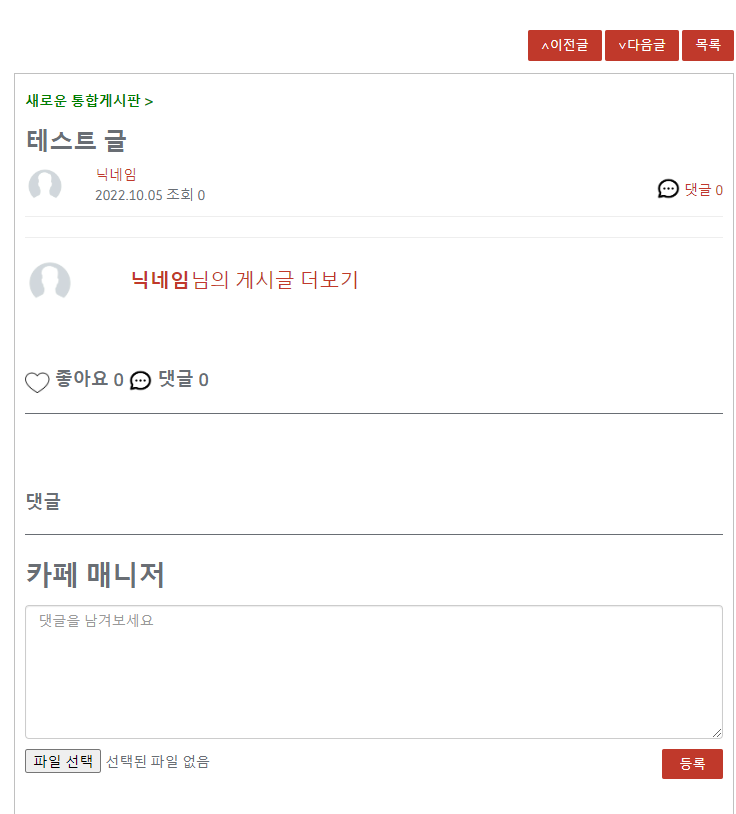 ˄이전글 ˅다음글 목록
새로운 통합게시판 >
테스트 글
닉네임
2022.10.05 조회 0
댓글 0
닉네임님의 게시글 더보기
좋아요 0 댓글 0
댓글
카페 매니저
댓글을 남겨보세요
파일 선택 선택된 파일 없음
등록